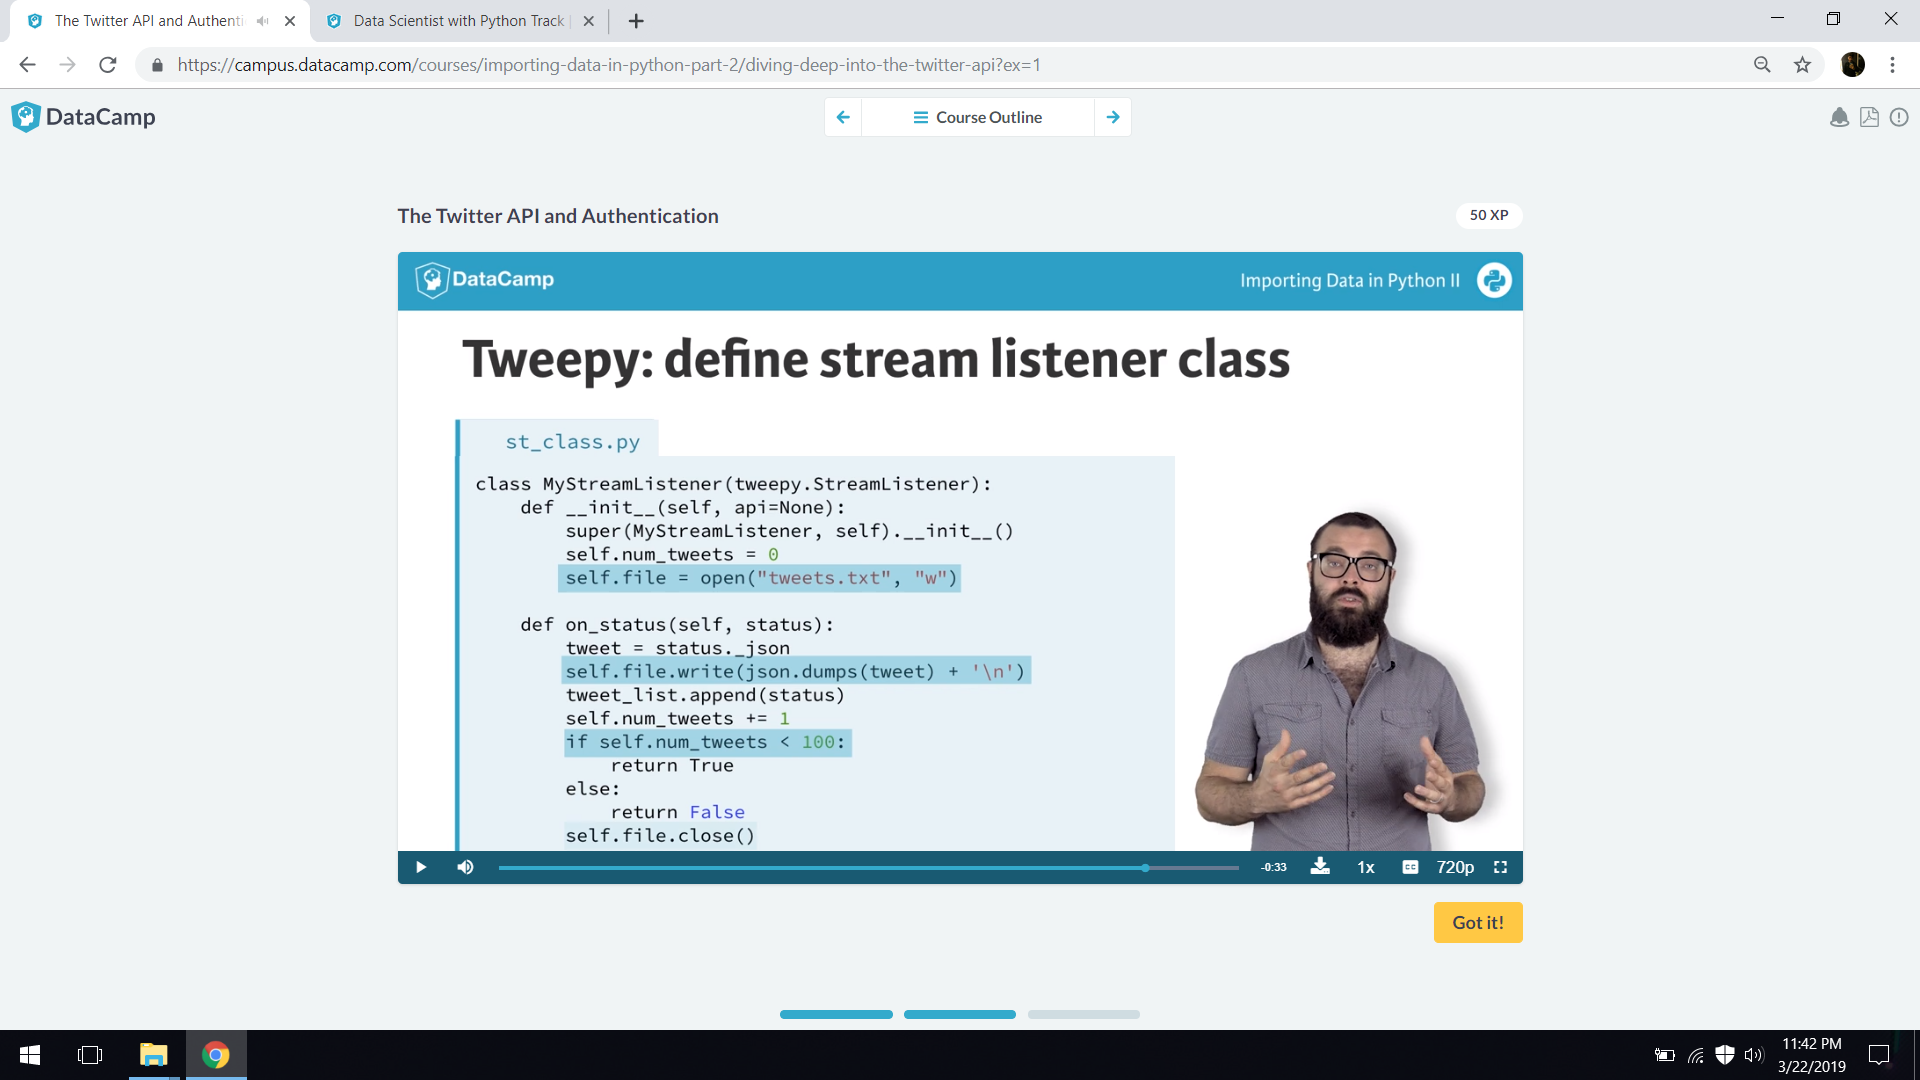 The Twitter API and Authenti
Data Scientist with Python Track
https://campus.datacamp.com/courses/importing-data-in-python-part-2/diving-deep-into-the-twitter-api?ex=1
DataCamp
Course Outline
The Twitter API and Authentication
50 XP
DataCamp
Importing Data in Python II
Tweepy: define stream listener class
st_class.py
class MyStreamListener(tweepy.StreamListener):
    def __init__(self, api=None):
        super(MyStreamListener, self).__init__()
        self.num_tweets = 0
        self.file = open("tweets.txt", "w")
    def on_status(self, status):
        tweet = status._json
        self.file.write(json.dumps(tweet) + '\n')
        tweet_list.append(status)
        self.num_tweets += 1
        if self.num_tweets < 100:
            return True
        else:
            return False
        self.file.close()
-0:33
1x
CC
720p
Got it!
11:42 PM
3/22/2019